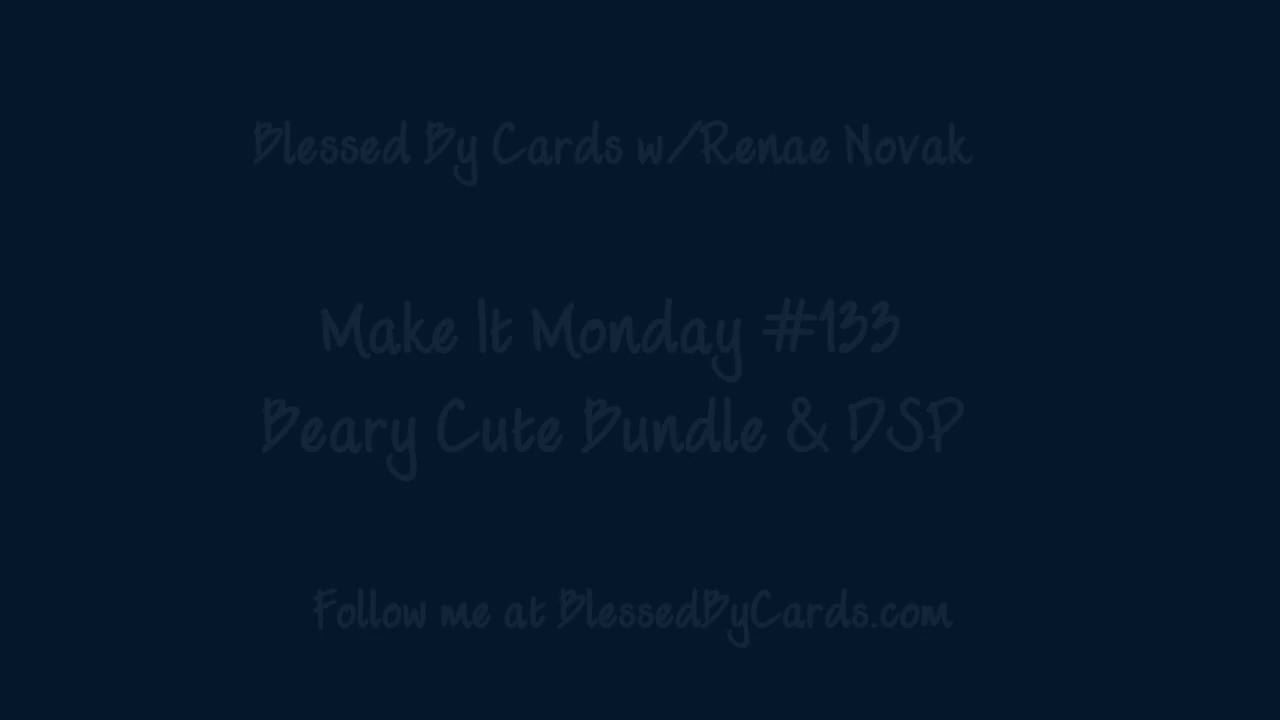 Blessed By Cards w/Renae Novak
Make It Monday #133
Beary Cute Bundle & DSP
Follow me at BlessedByCards.com